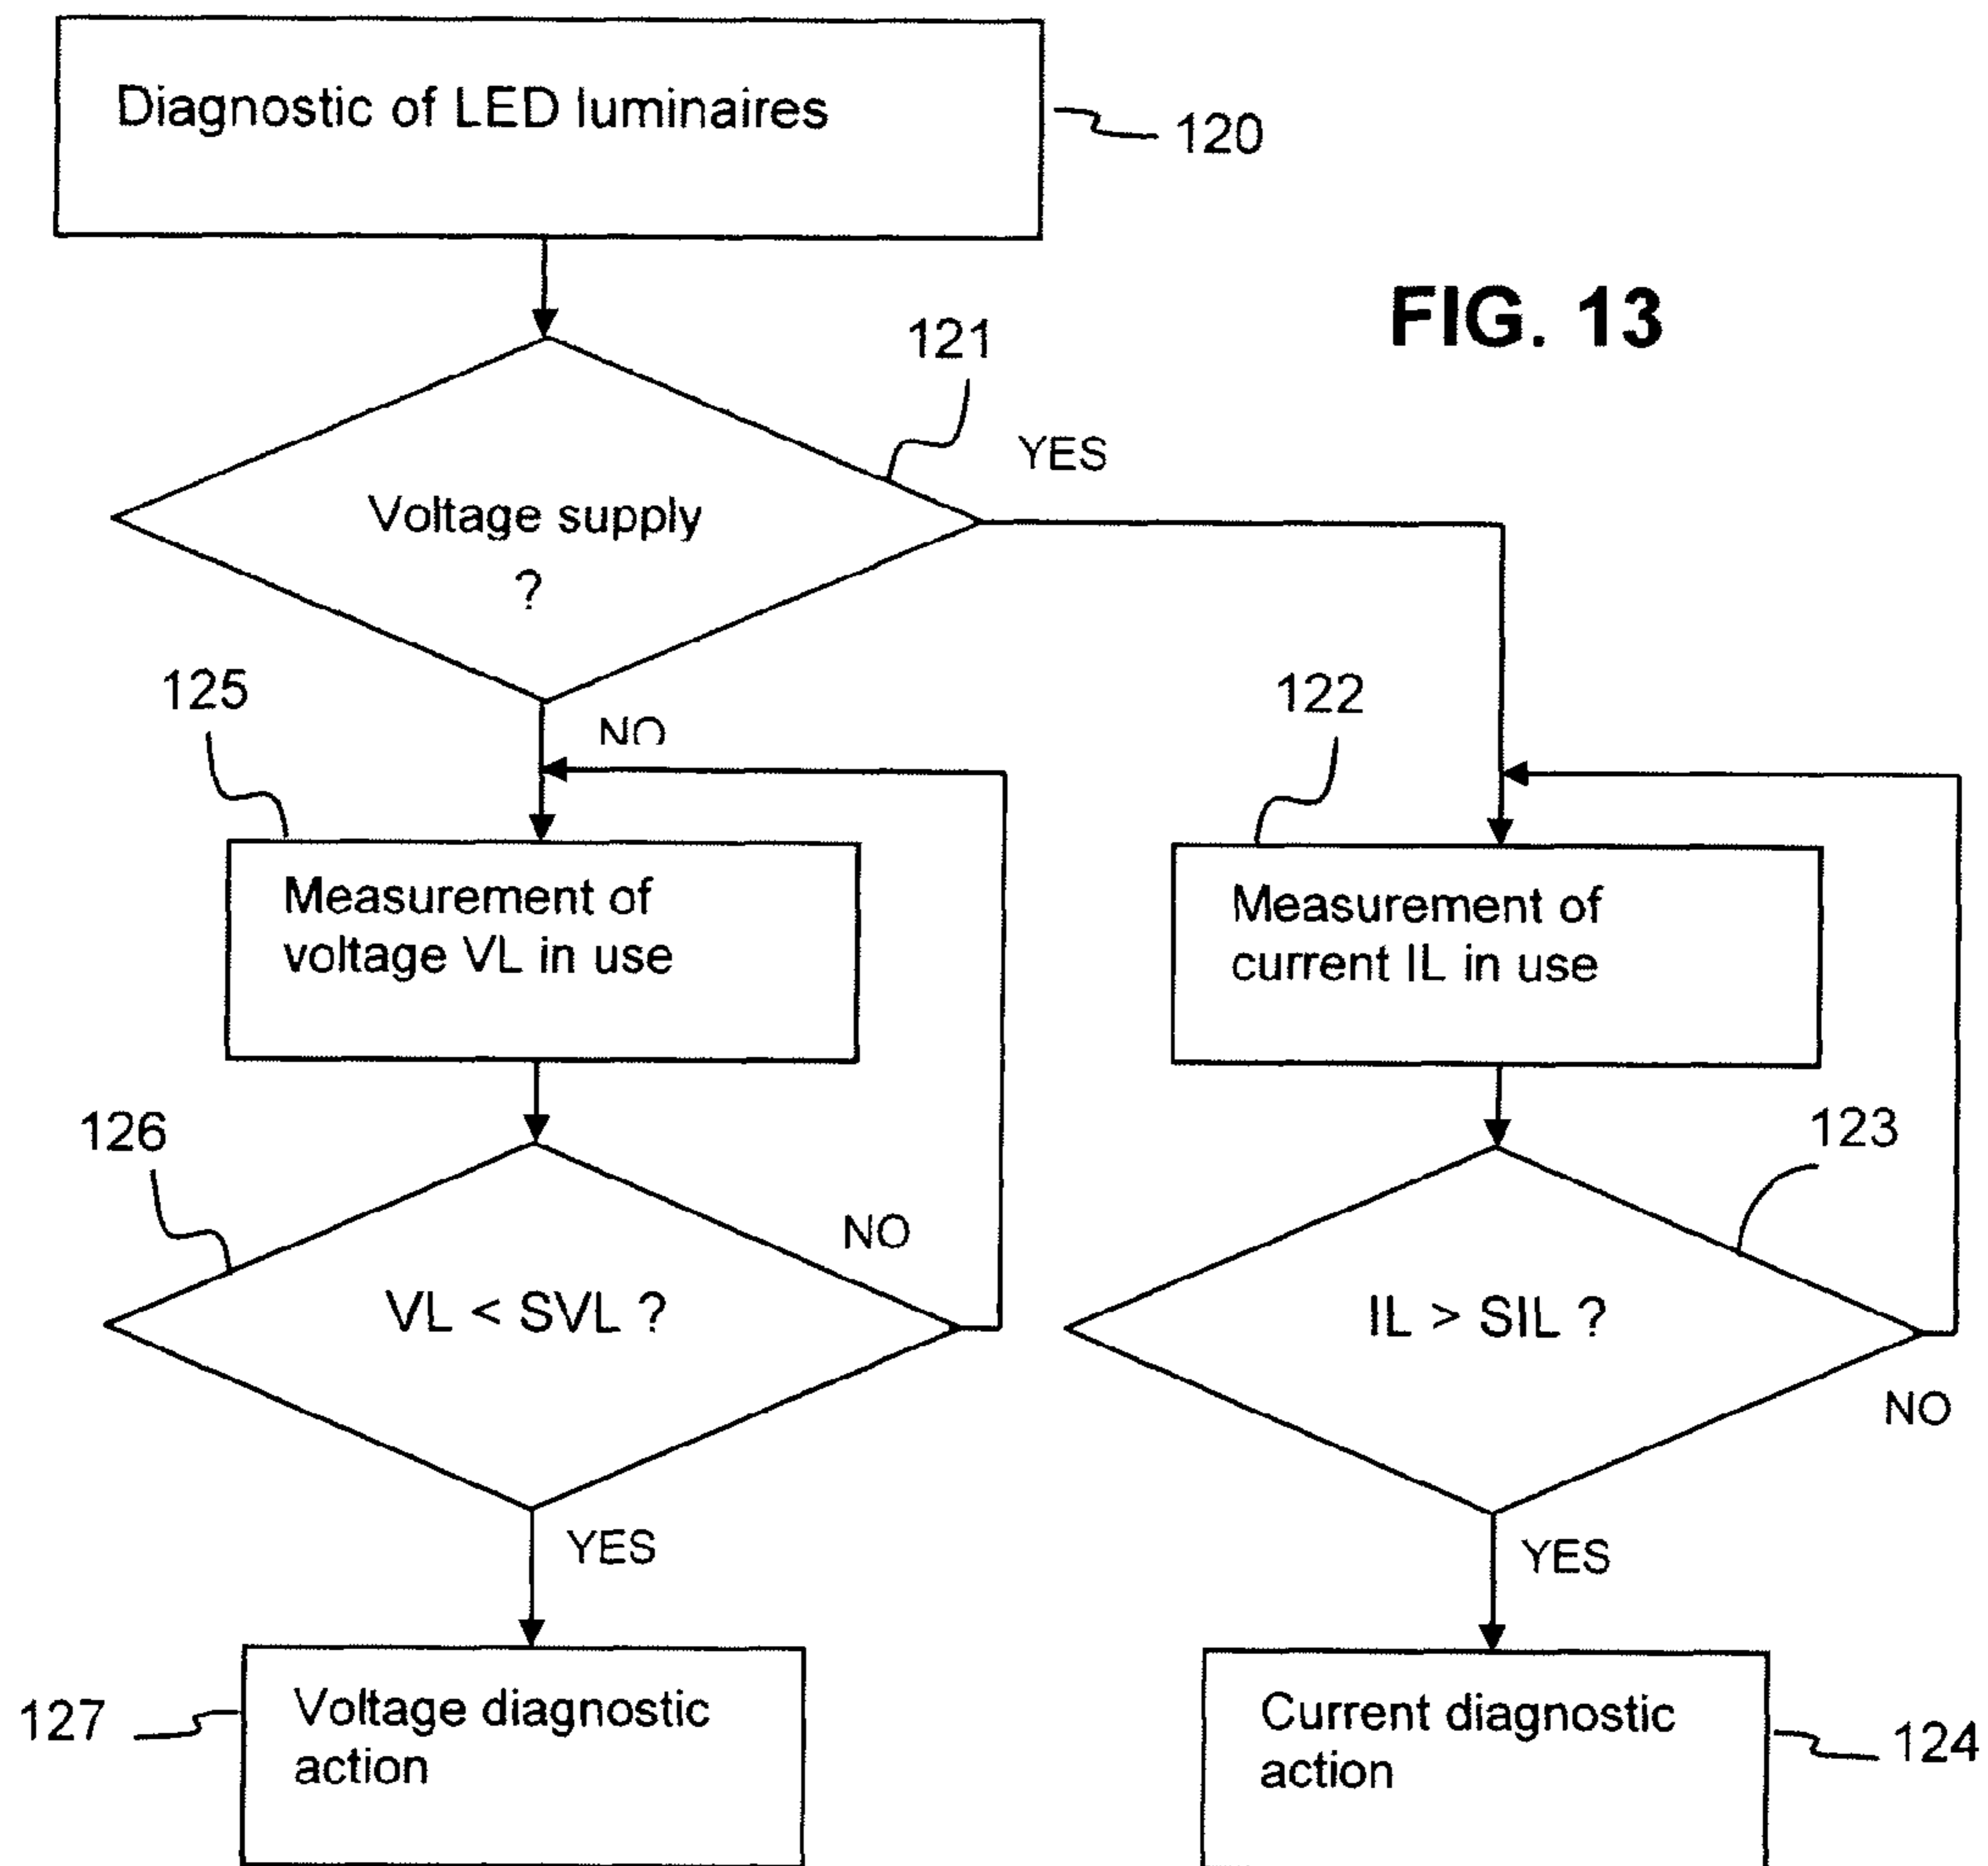 Diagnostic of LED luminaires
120
FIG. 13
121
YES
Voltage supply
?
125
NO
122
Measurement of
voltage VL in use
Measurement of
current IL in use
126
123
NO
VL < SVL ?
IL > SIL ?
NO
YES
YES
127
Voltage diagnostic
action
Current diagnostic
action
124